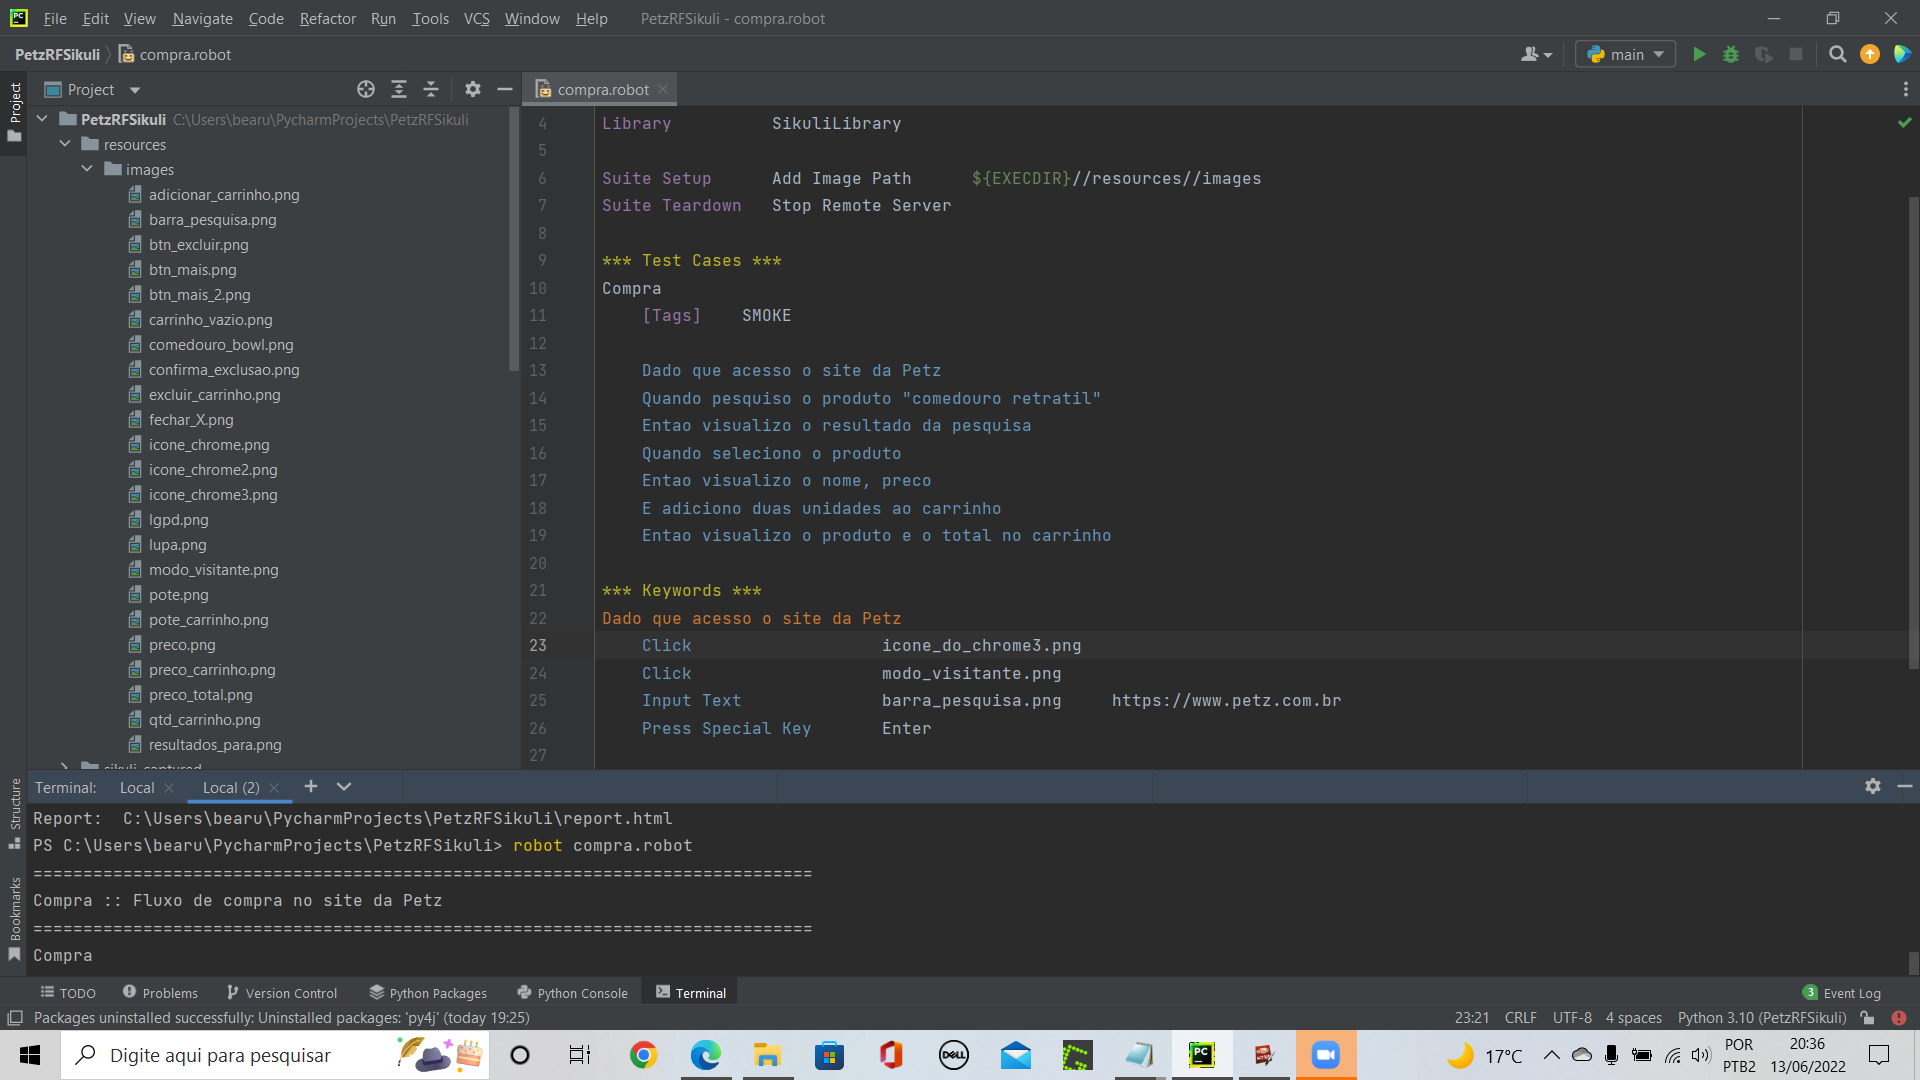 File Edit View Navigate Code Refactor Run Tools VCS Window Help PetzRFSikuli - compra.robot
PetzRFSikuli compra.robot main
Project compra.robot
Project
PetzRFSikuli C:\Users\bearu\PycharmProjects\PetzRFSikuli
resources
images
adicionar_carrinho.png
barra_pesquisa.png
btn_excluir.png
btn_mais.png
btn_mais_2.png
carrinho_vazio.png
comedouro_bowl.png
confirma_exclusao.png
excluir_carrinho.png
fechar_X.png
icone_chrome.png
icone_chrome2.png
icone_chrome3.png
lgpd.png
lupa.png
modo_visitante.png
pote.png
pote_carrinho.png
preco.png
preco_carrinho.png
preco_total.png
qtd_carrinho.png
resultados_para.png
sikuli_captured
4 Library SikuliLibrary
5
6 Suite Setup Add Image Path ${EXECDIR}//resources//images
7 Suite Teardown Stop Remote Server
8
9 *** Test Cases ***
10 Compra
11 [Tags] SMOKE
12
13 Dado que acesso o site da Petz
14 Quando pesquiso o produto "comedouro retratil"
15 Entao visualizo o resultado da pesquisa
16 Quando seleciono o produto
17 Entao visualizo o nome, preco
18 E adiciono duas unidades ao carrinho
19 Entao visualizo o produto e o total no carrinho
20
21 *** Keywords ***
22 Dado que acesso o site da Petz
23 Click icone_do_chrome3.png
24 Click modo_visitante.png
25 Input Text barra_pesquisa.png https://www.petz.com.br
26 Press Special Key Enter
27
Structure
Bookmarks
Terminal: Local Local (2)
Report: C:\Users\bearu\PycharmProjects\PetzRFSikuli\report.html
PS C:\Users\bearu\PycharmProjects\PetzRFSikuli> robot compra.robot
==============================================================================
Compra :: Fluxo de compra no site da Petz
==============================================================================
Compra
TODO Problems Version Control Python Packages Python Console Terminal 3 Event Log
Packages uninstalled successfully: Uninstalled packages: 'py4j' (today 19:25) 23:21 CRLF UTF-8 4 spaces Python 3.10 (PetzRFSikuli)
Digite aqui para pesquisar DELL PC 17°C POR 20:36
PTB2 13/06/2022